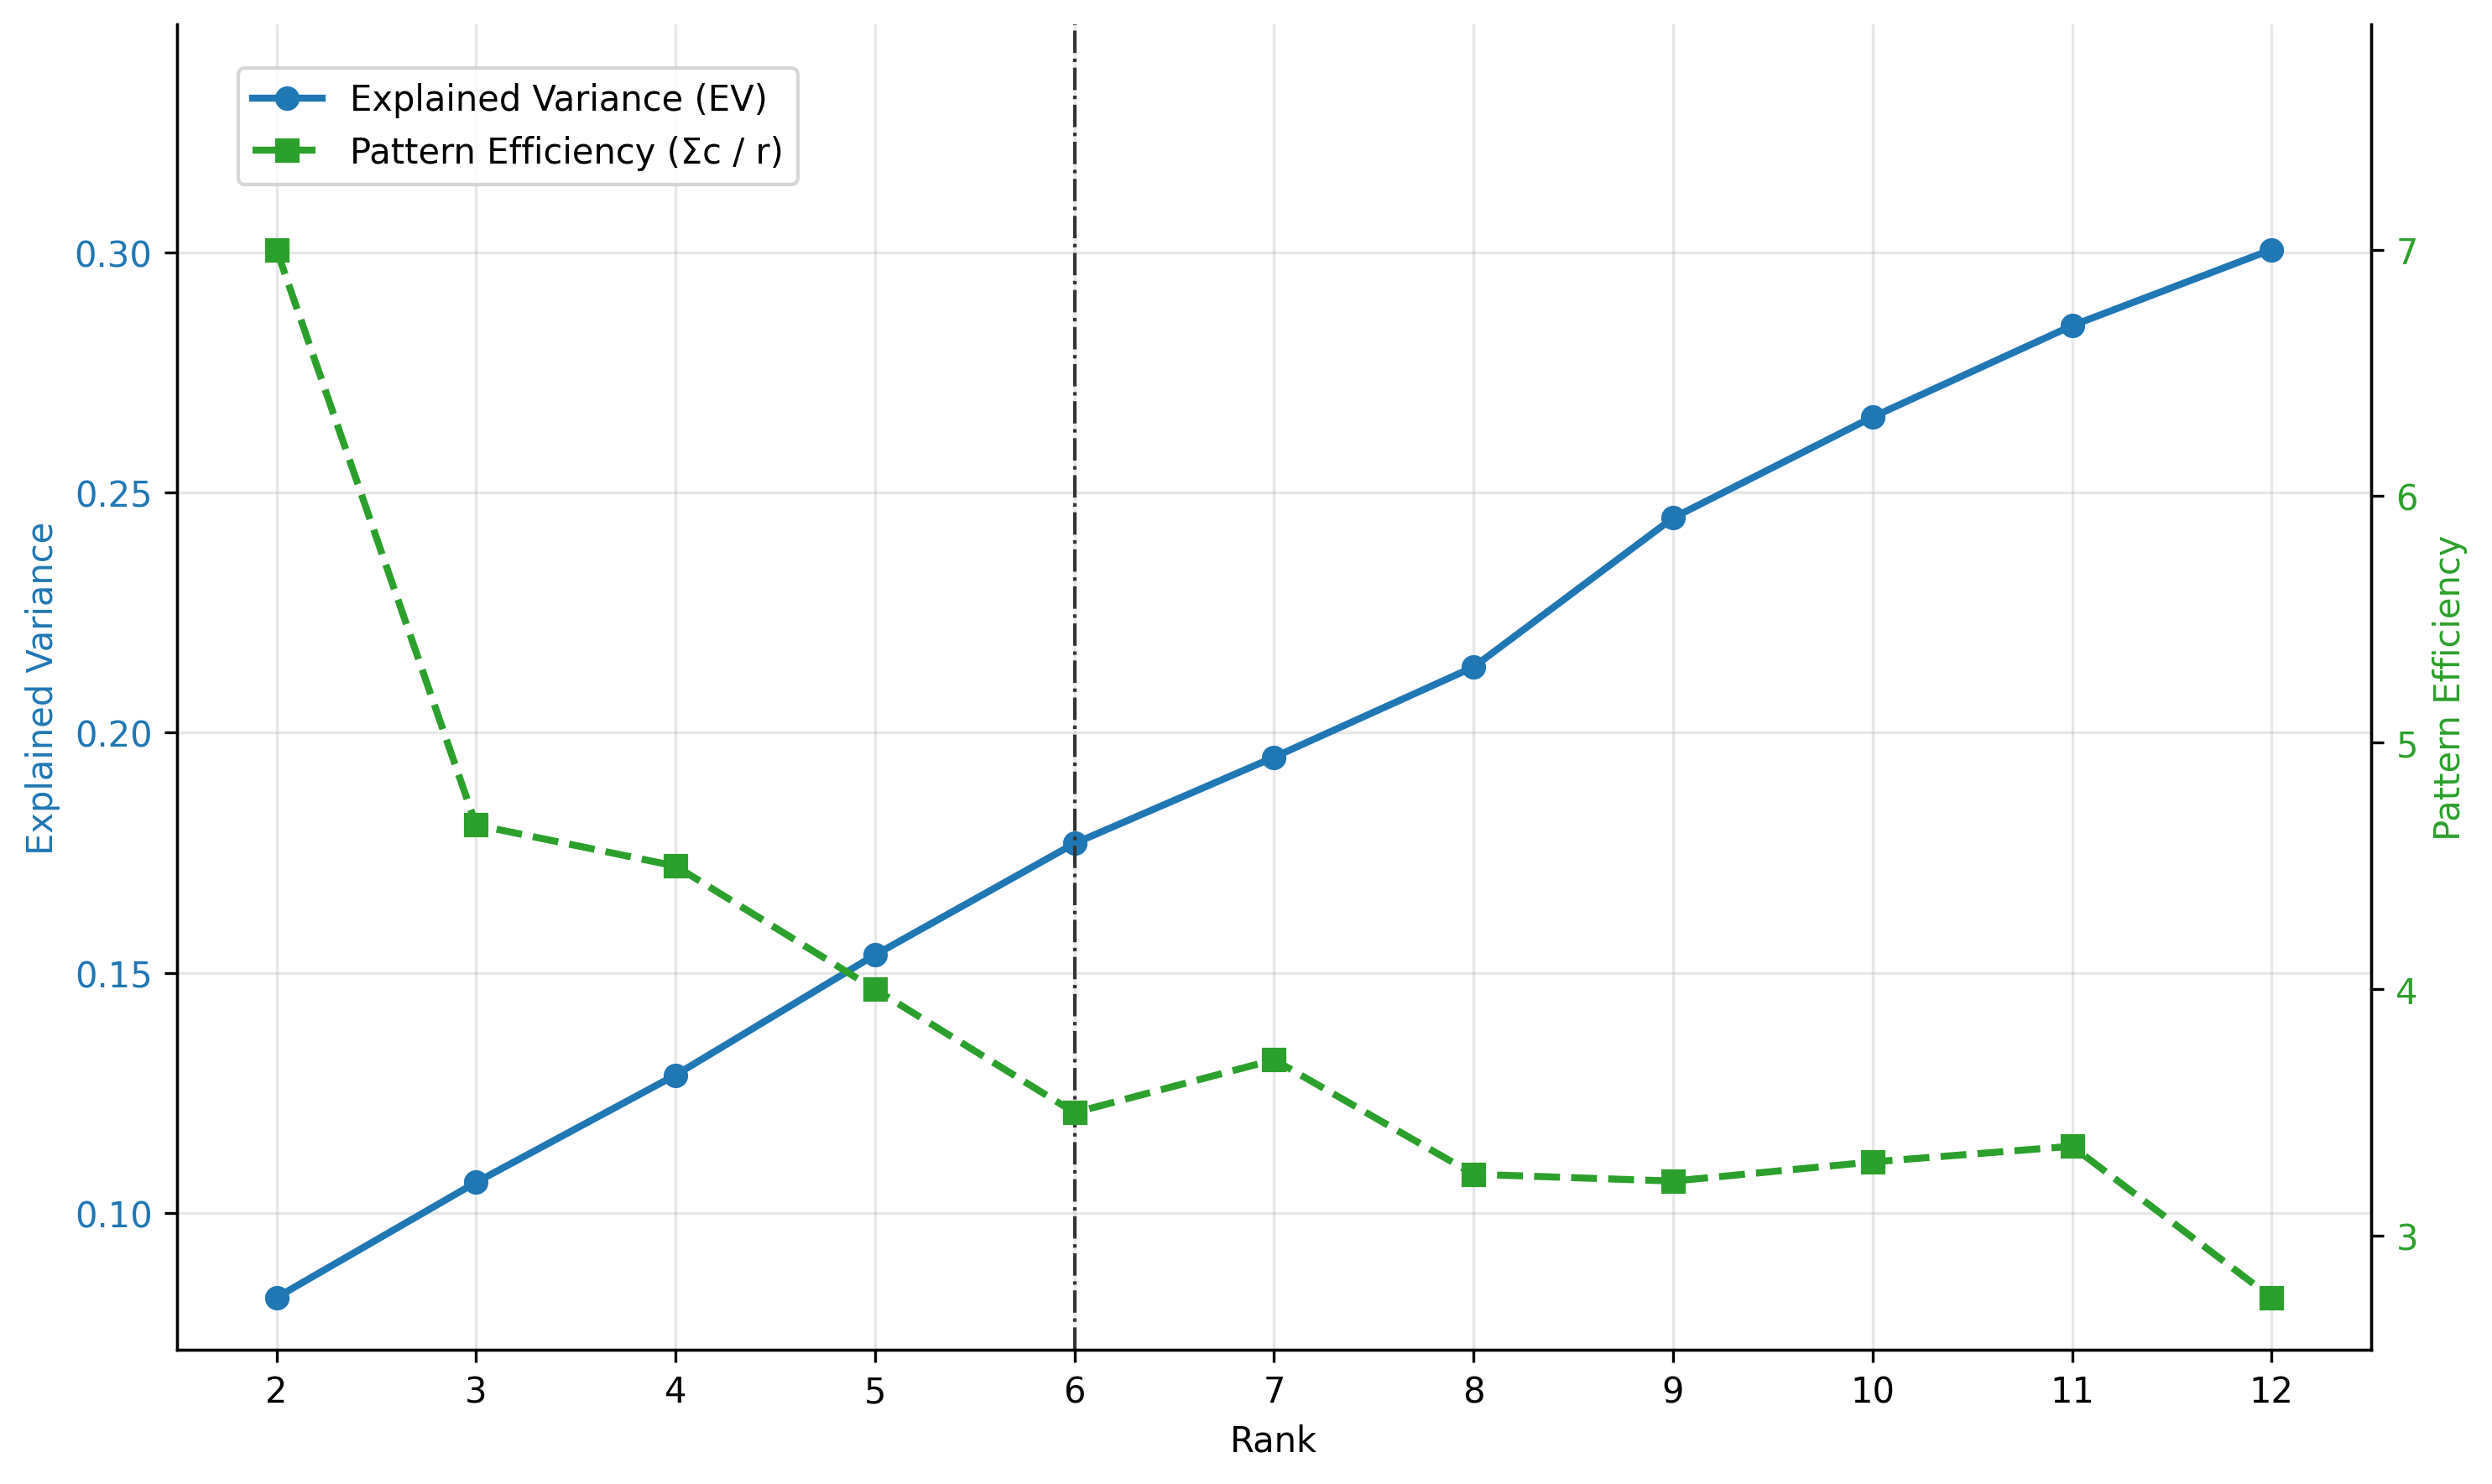 Explained Variance (EV)
Pattern Efficiency (Σc / r)
0.30
0.25
0.20
0.15
0.10
Explained Variance
7
6
5
4
3
Pattern Efficiency
2 3 4 5 6 7 8 9 10 11 12
Rank